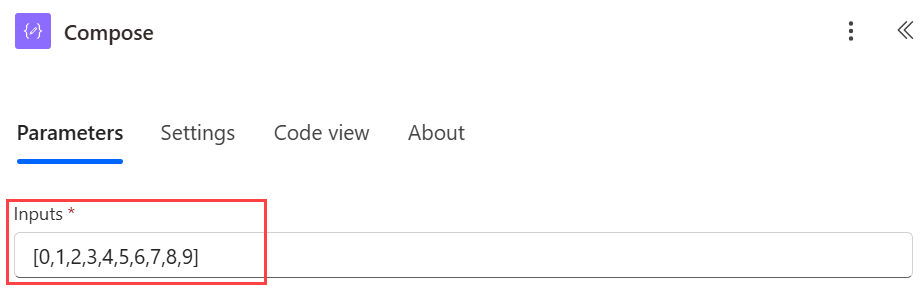 Compose
Parameters Settings Code view About
Inputs *
[0,1,2,3,4,5,6,7,8,9]